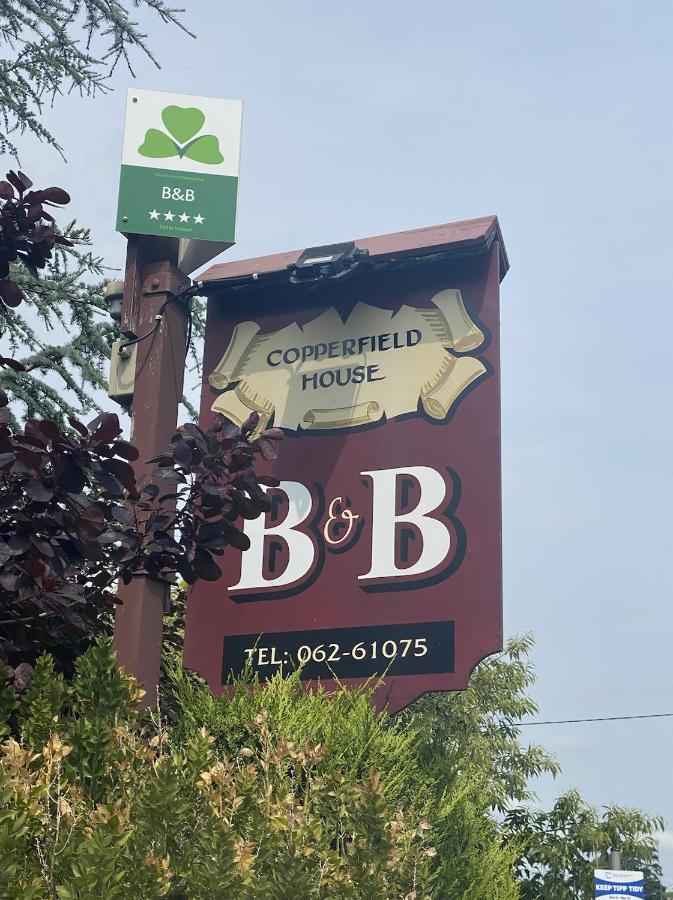 B&B
COPPERFIELD
HOUSE
B & B
TEL: 062-61075
KEEP TIPP TIDY